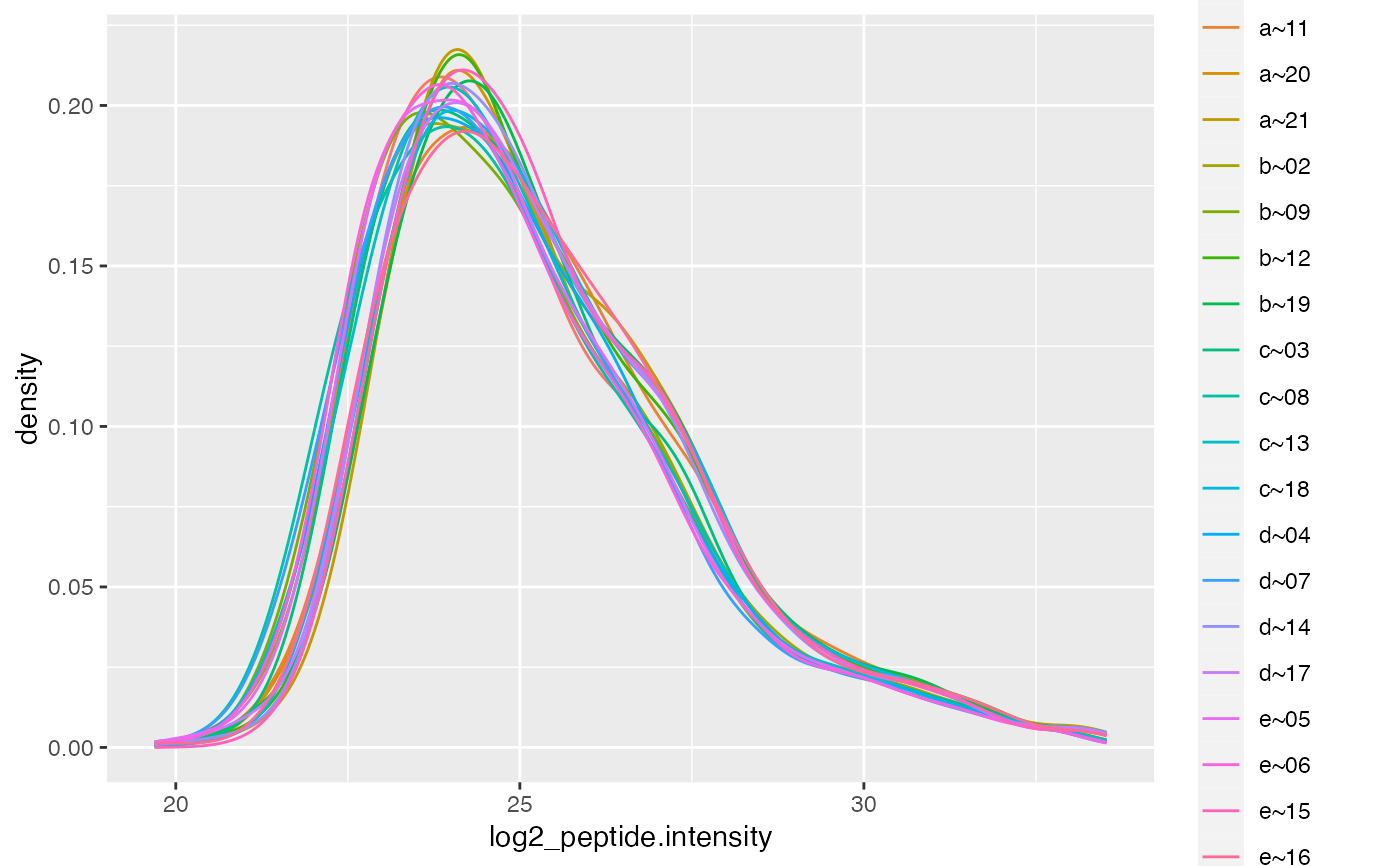 density
0.20
0.15
0.10
0.05
0.00
20
25
30
log2_peptide.intensity
a~11
a~20
a~21
b~02
b~09
b~12
b~19
c~03
c~08
c~13
c~18
d~04
d~07
d~14
d~17
e~05
e~06
e~15
e~16